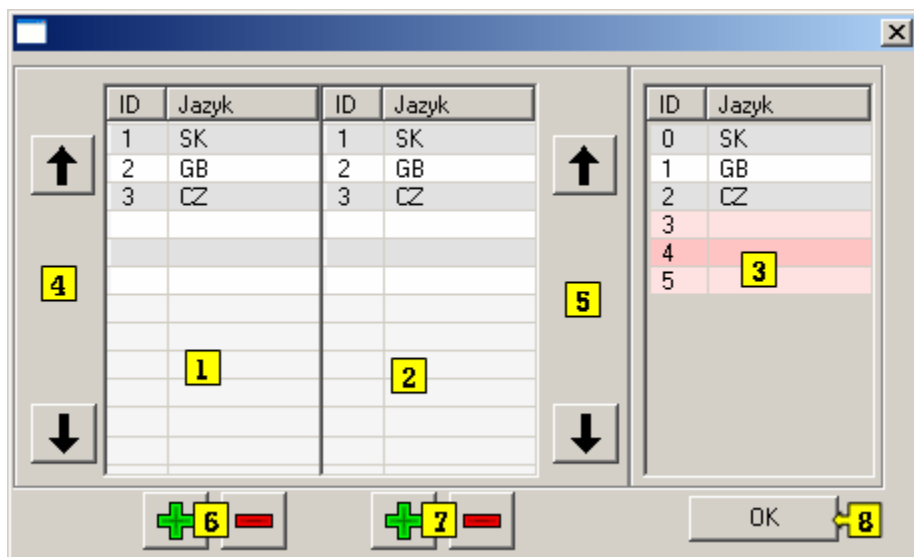 ID Jazyk ID Jazyk ID Jazyk
1 SK 1 SK 0 SK
2 GB 2 GB 1 GB
3 CZ 3 CZ 2 CZ
3
4
5
4
5
3
1
2
6
7
OK
8